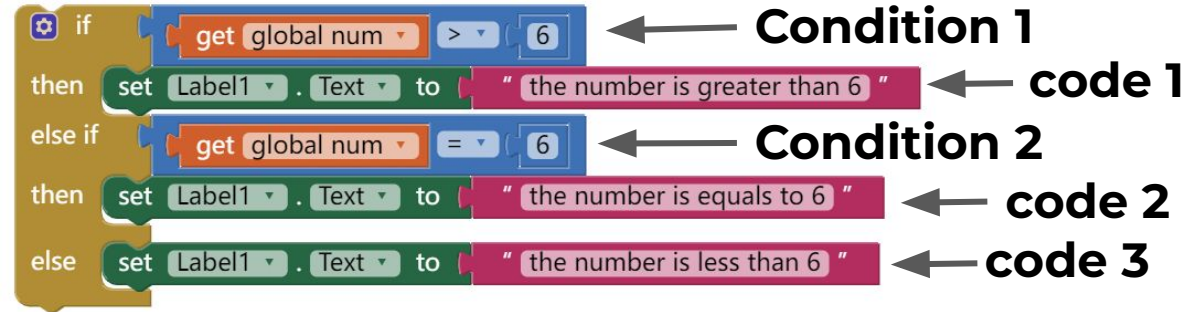 if get global num > 6 Condition 1
then set Label1 . Text to " the number is greater than 6 " code 1
else if get global num = 6 Condition 2
then set Label1 . Text to " the number is equals to 6 " code 2
else set Label1 . Text to " the number is less than 6 " code 3